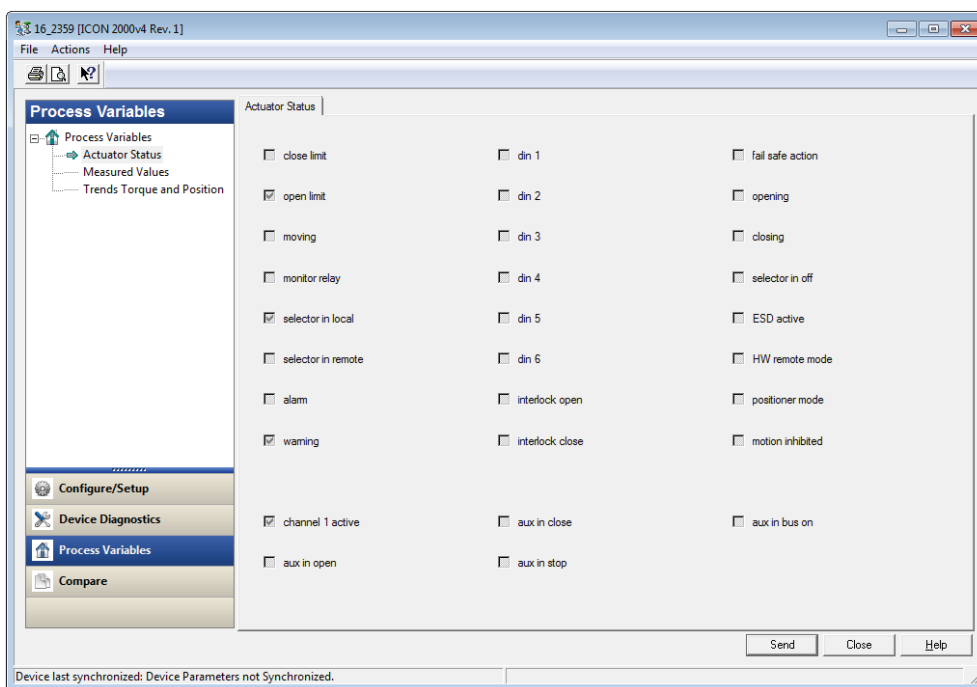 16_2359 [ICON 2000v4 Rev. 1]
File Actions Help
Process Variables
Process Variables
Actuator Status
Measured Values
Trends Torque and Position
Configure/Setup
Device Diagnostics
Process Variables
Compare
Actuator Status
close limit din 1 fail safe action
open limit din 2 opening
moving din 3 closing
monitor relay din 4 selector in off
selector in local din 5 ESD active
selector in remote din 6 HW remote mode
alarm interlock open positioner mode
warning interlock close motion inhibited
channel 1 active aux in close aux in bus on
aux in open aux in stop
Send Close Help
Device last synchronized: Device Parameters not Synchronized.